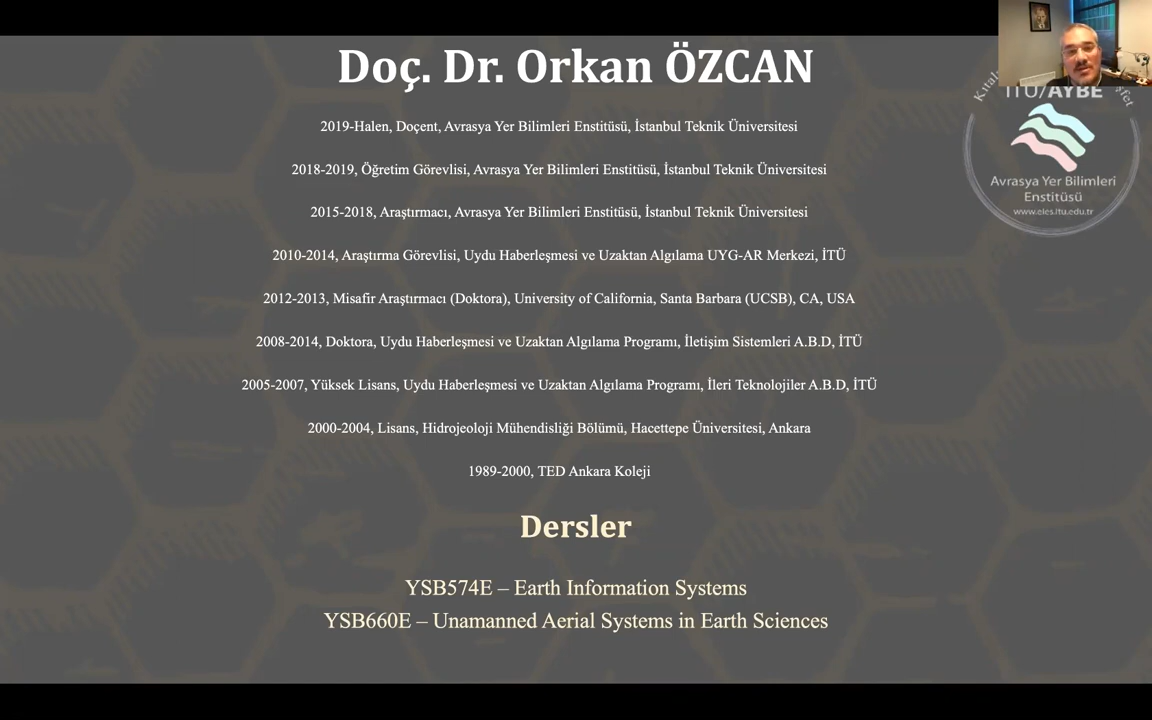 Doç. Dr. Orkan ÖZCAN
2019-Halen, Doçent, Avrasya Yer Bilimleri Enstitüsü, İstanbul Teknik Üniversitesi
2018-2019, Öğretim Görevlisi, Avrasya Yer Bilimleri Enstitüsü, İstanbul Teknik Üniversitesi
2015-2018, Araştırmacı, Avrasya Yer Bilimleri Enstitüsü, İstanbul Teknik Üniversitesi
2010-2014, Araştırma Görevlisi, Uydu Haberleşmesi ve Uzaktan Algılama UYG-AR Merkezi, İTÜ
2012-2013, Misafir Araştırmacı (Doktora), University of California, Santa Barbara (UCSB), CA, USA
2008-2014, Doktora, Uydu Haberleşmesi ve Uzaktan Algılama Programı, İletişim Sistemleri A.B.D, İTÜ
2005-2007, Yüksek Lisans, Uydu Haberleşmesi ve Uzaktan Algılama Programı, İleri Teknolojiler A.B.D, İTÜ
2000-2004, Lisans, Hidrojeoloji Mühendisliği Bölümü, Hacettepe Üniversitesi, Ankara
1989-2000, TED Ankara Koleji
Dersler
YSB574E – Earth Information Systems
YSB660E – Unamanned Aerial Systems in Earth Sciences
İTÜ/AYBE
Avrasya Yer Bilimleri
Enstitüsü
www.eies.itu.edu.tr